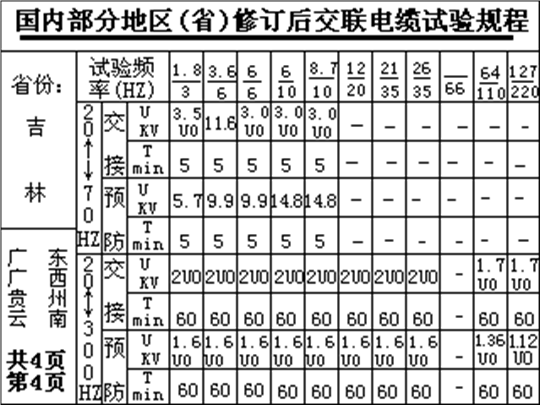 国内部分地区(省)修订后交联电缆试验规程
省份: 试验频率(HZ) 1.8/3 3.6/6 6/6 6/10 8.7/10 12/20 21/35 26/35 /66 64/110 127/220
吉林 20↑↓70HZ 交接 U KV 3.5U0 11.6 3.0U0 3.0U0 3.0U0 – – – – – –
T min 5 5 5 5 5 – – – – – –
预防 U KV 5.7 9.9 9.9 14.8 14.8 – – – – – –
T min 5 5 5 5 5 – – – – – –
广东 广西 贵州 云南 20↑↓300HZ 交接 U KV 2U0 2U0 2U0 2U0 2U0 2U0 2U0 2U0 - 1.7U0 1.7U0
T min 60 60 60 60 60 60 60 60 - 60 60
预防 U KV 1.6U0 1.6U0 1.6U0 1.6U0 1.6U0 1.6U0 1.6U0 1.6U0 - 1.36U0 1.12U0
T min 60 60 60 60 60 60 60 60 - 60 60
共4页
第4页